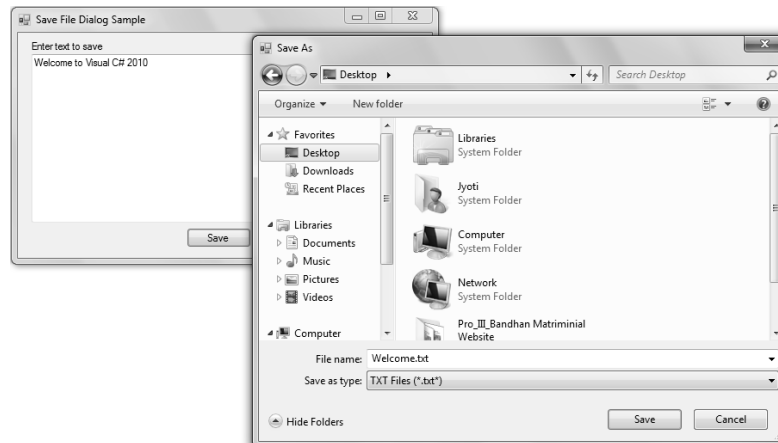 Save File Dialog Sample
Enter text to save
Welcome to Visual C# 2010
Save
Save As
Desktop
Search Desktop
Organize
New folder
Favorites
Desktop
Downloads
Recent Places
Libraries
Documents
Music
Pictures
Videos
Computer
Libraries
System Folder
Jyoti
Computer
System Folder
Network
System Folder
Pro_III_Bandhan Matriminial
Website
File name: Welcome.txt
Save as type: TXT Files (*.txt*)
Hide Folders
Save
Cancel